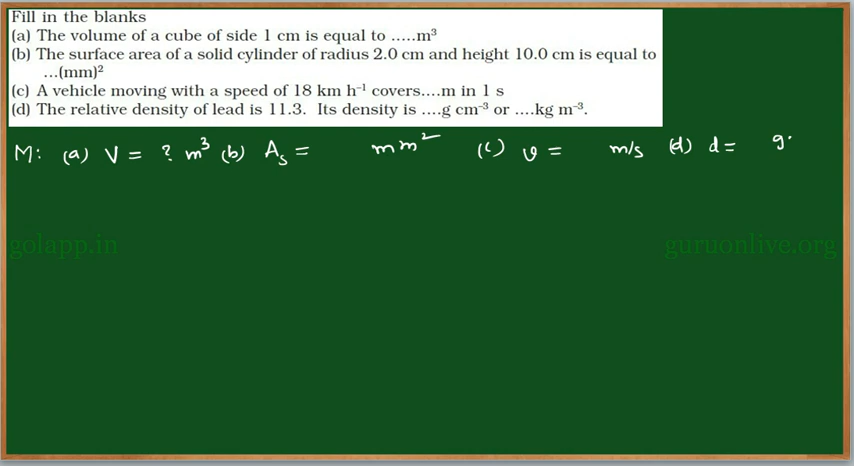 Fill in the blanks
(a) The volume of a cube of side 1 cm is equal to .....m³
(b) The surface area of a solid cylinder of radius 2.0 cm and height 10.0 cm is equal to
...(mm)²
(c) A vehicle moving with a speed of 18 km h⁻¹ covers....m in 1 s
(d) The relative density of lead is 11.3. Its density is ....g cm⁻³ or ....kg m⁻³.
M: (a) V = ? m³ (b) Aₛ = mm² (c) v = m/s (d) d = g.
golapp.in guruonlive.org